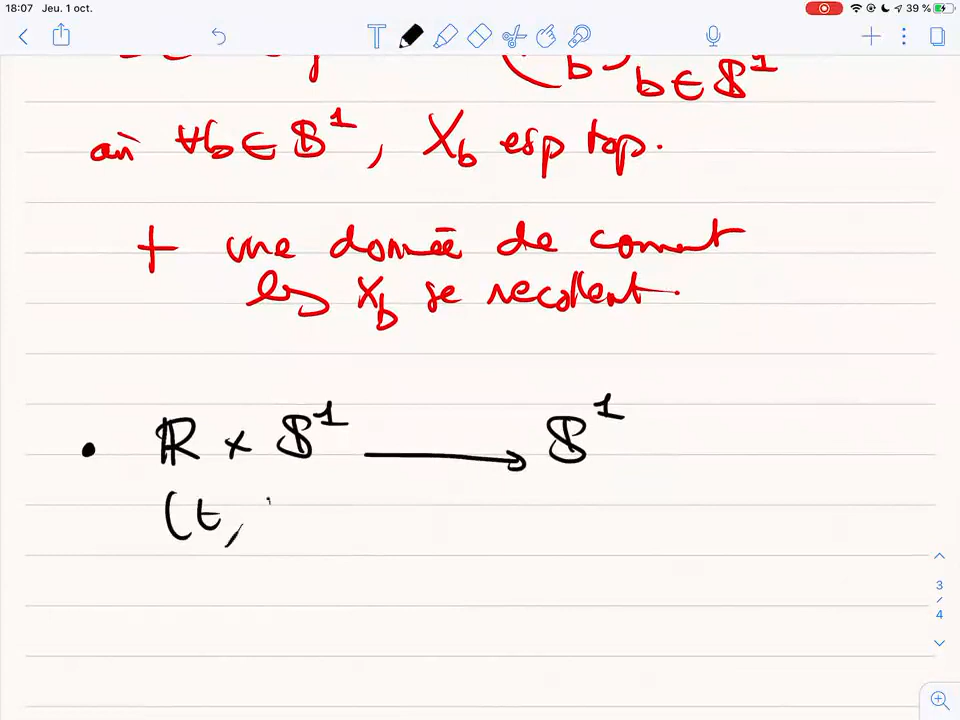 18:07 Jeu. 1 oct. 39 %
b b∈𝕊¹
où ∀b∈𝕊¹, X_b esp top.
+ une donnée de comment
les X_b se recollent.
• ℝ × 𝕊¹ ⟶ 𝕊¹
(t,
3
/
4